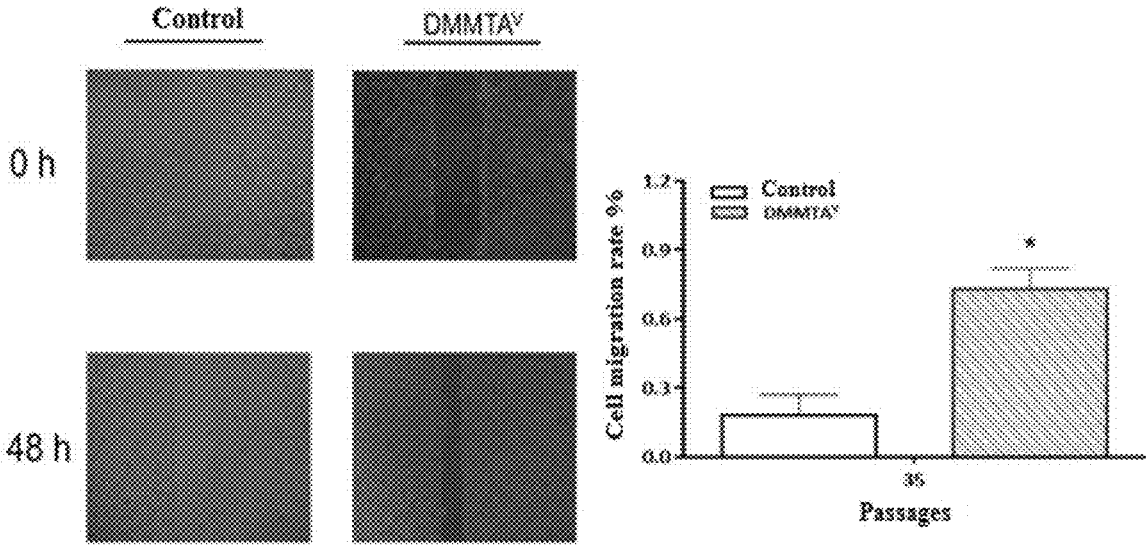 Control
DMMTAⱽ
0 h
48 h
Cell migration rate %
1.2
0.9
0.6
0.3
0.0
Control
DMMTAⱽ
*
35
Passages